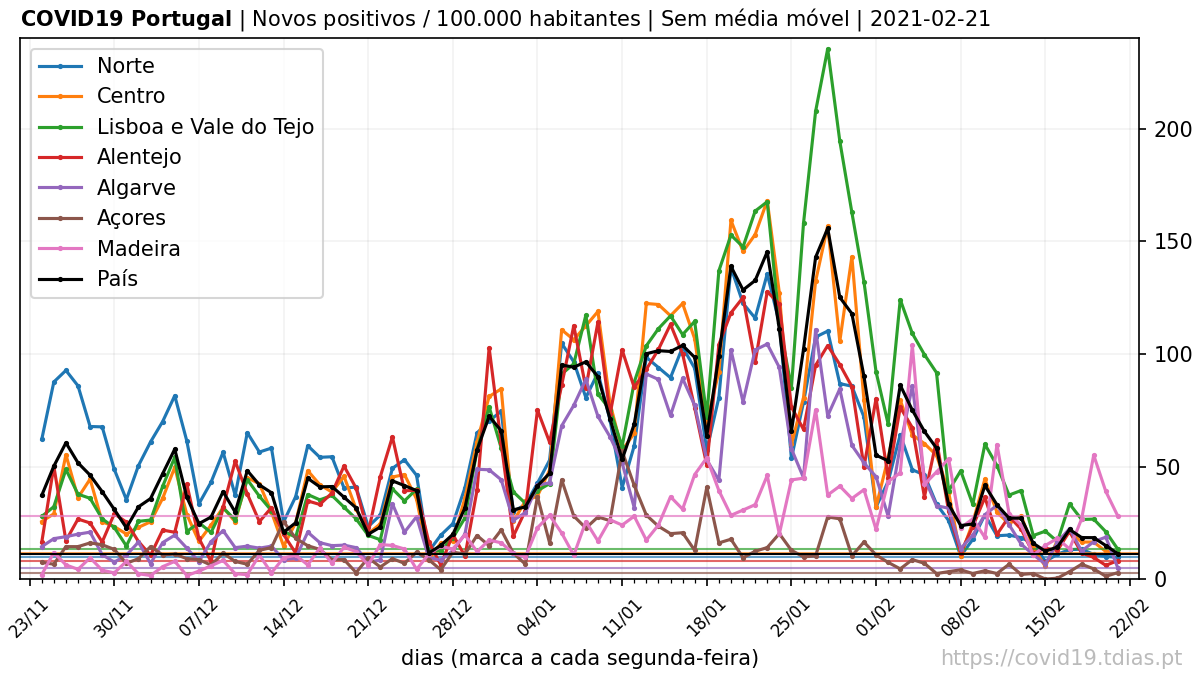 COVID19 Portugal | Novos positivos / 100.000 habitantes | Sem média móvel | 2021-02-21
Norte
Centro
Lisboa e Vale do Tejo
Alentejo
Algarve
Açores
Madeira
País
200
150
100
50
0
23/11 30/11 07/12 14/12 21/12 28/12 04/01 11/01 18/01 25/01 01/02 08/02 15/02 22/02
dias (marca a cada segunda-feira)
https://covid19.tdias.pt